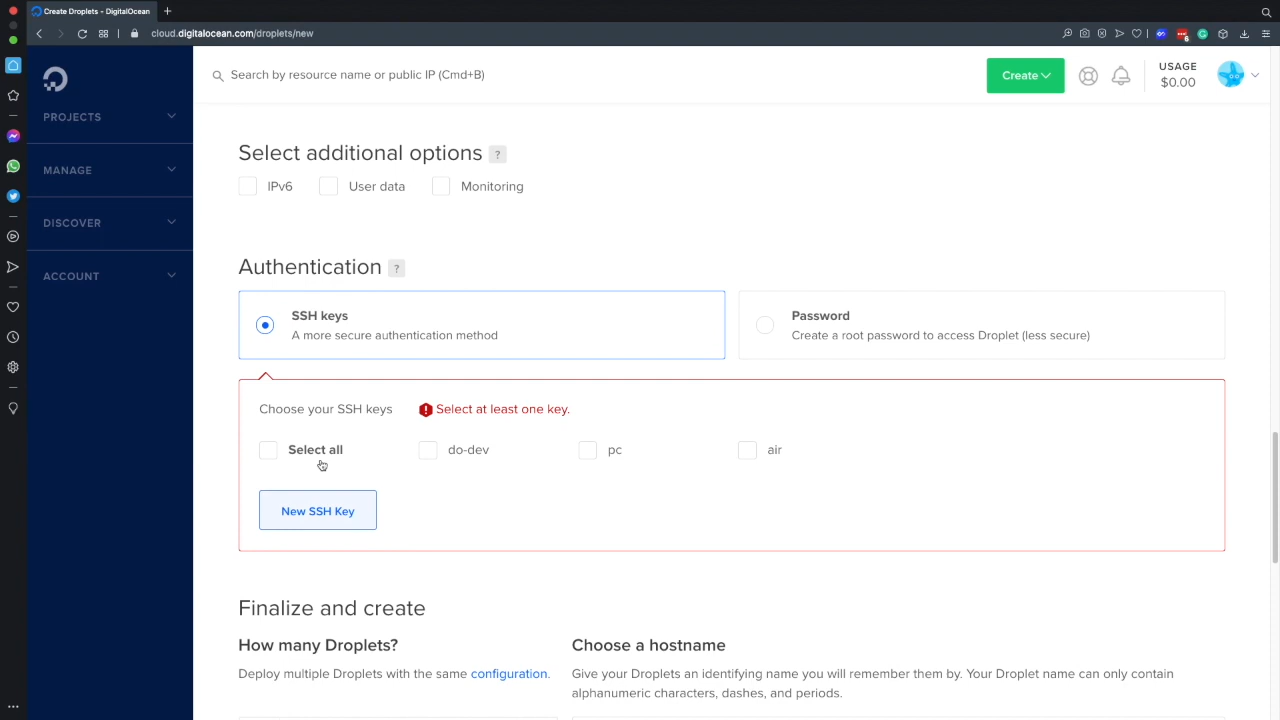 Create Droplets • DigitalOcean
cloud.digitalocean.com/droplets/new
Search by resource name or public IP (Cmd+B)
Create
USAGE
$0.00
PROJECTS
MANAGE
DISCOVER
ACCOUNT
Select additional options ?
IPv6 User data Monitoring
Authentication ?
SSH keys
A more secure authentication method
Password
Create a root password to access Droplet (less secure)
Choose your SSH keys Select at least one key.
Select all do-dev pc air
New SSH Key
Finalize and create
How many Droplets?
Deploy multiple Droplets with the same configuration.
Choose a hostname
Give your Droplets an identifying name you will remember them by. Your Droplet name can only contain
alphanumeric characters, dashes, and periods.